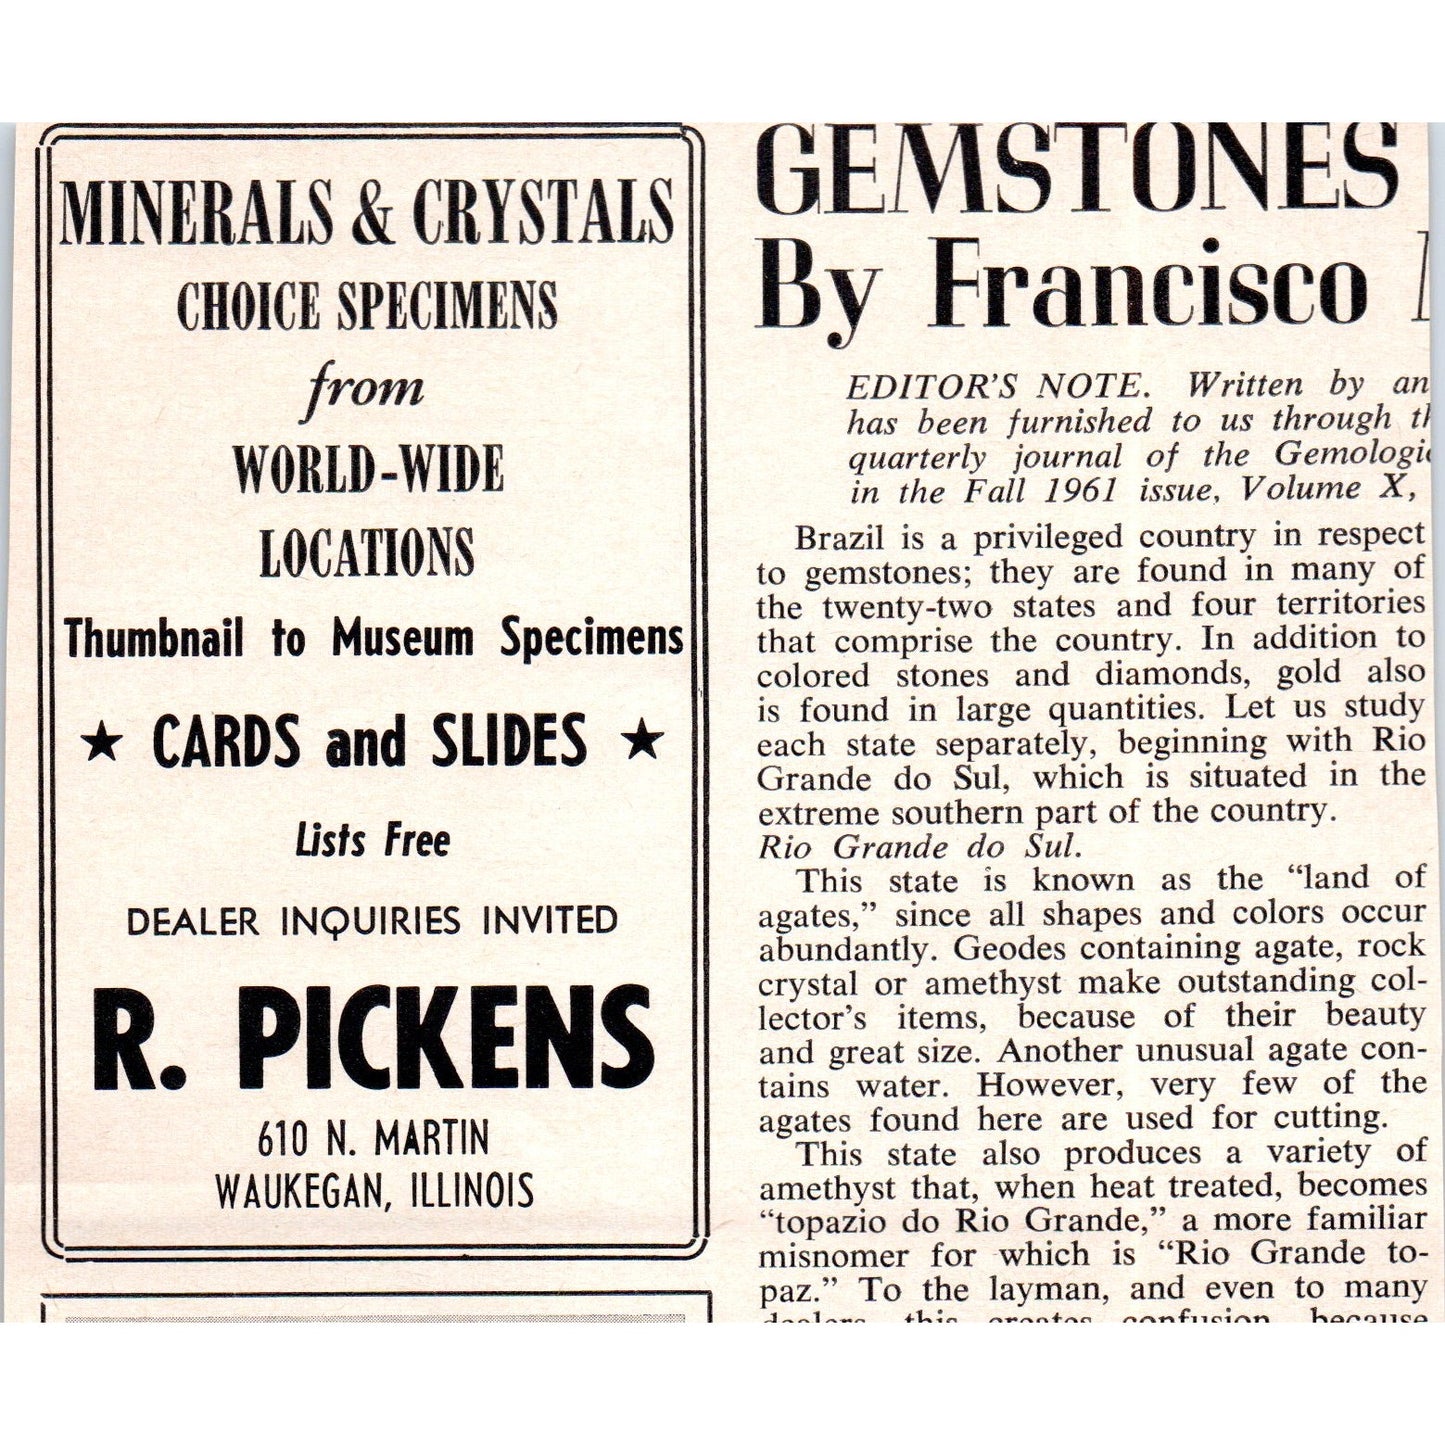 MINERALS & CRYSTALS
CHOICE SPECIMENS
from
WORLD-WIDE
LOCATIONS
Thumbnail to Museum Specimens
★ CARDS and SLIDES ★
Lists Free
DEALER INQUIRIES INVITED
R. PICKENS
610 N. MARTIN
WAUKEGAN, ILLINOIS
GEMSTONES
By Francisco
EDITOR'S NOTE. Written by an
has been furnished to us through
quarterly journal of the
in the Fall 1961 issue, Volume X,
Brazil is a privileged country in respect
to gemstones; they are found in many of
the twenty-two states and four territories
that comprise the country. In addition to
colored stones and diamonds, gold also
is found in large quantities. Let us study
each state separately, beginning with Rio
Grande do Sul, which is situated in the
extreme southern part of the country.
Rio Grande do Sul.
This state is known as the “land of
agates,” since all shapes and colors occur
abundantly. Geodes containing agate, rock
crystal or amethyst make outstanding col-
lector's items, because of their beauty
and great size. Another unusual agate con-
tains water. However, very few of the
agates found here are used for cutting.
This state also produces a variety of
amethyst that, when heat treated, becomes
“topazio do Rio Grande,” a more familiar
misnomer for which is “Rio Grande to-
paz.” To the layman, and even to many
dealers, this creates confusion, because